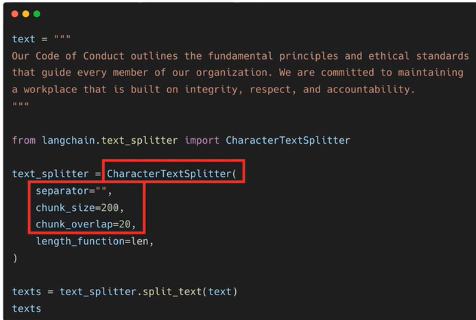 text = """
Our Code of Conduct outlines the fundamental principles and ethical standards
that guide every member of our organization. We are committed to maintaining
a workplace that is built on integrity, respect, and accountability.
"""
from langchain.text_splitter import CharacterTextSplitter
text_splitter = CharacterTextSplitter(
    separator="",
    chunk_size=200,
    chunk_overlap=20,
    length_function=len,
)
texts = text_splitter.split_text(text)
texts